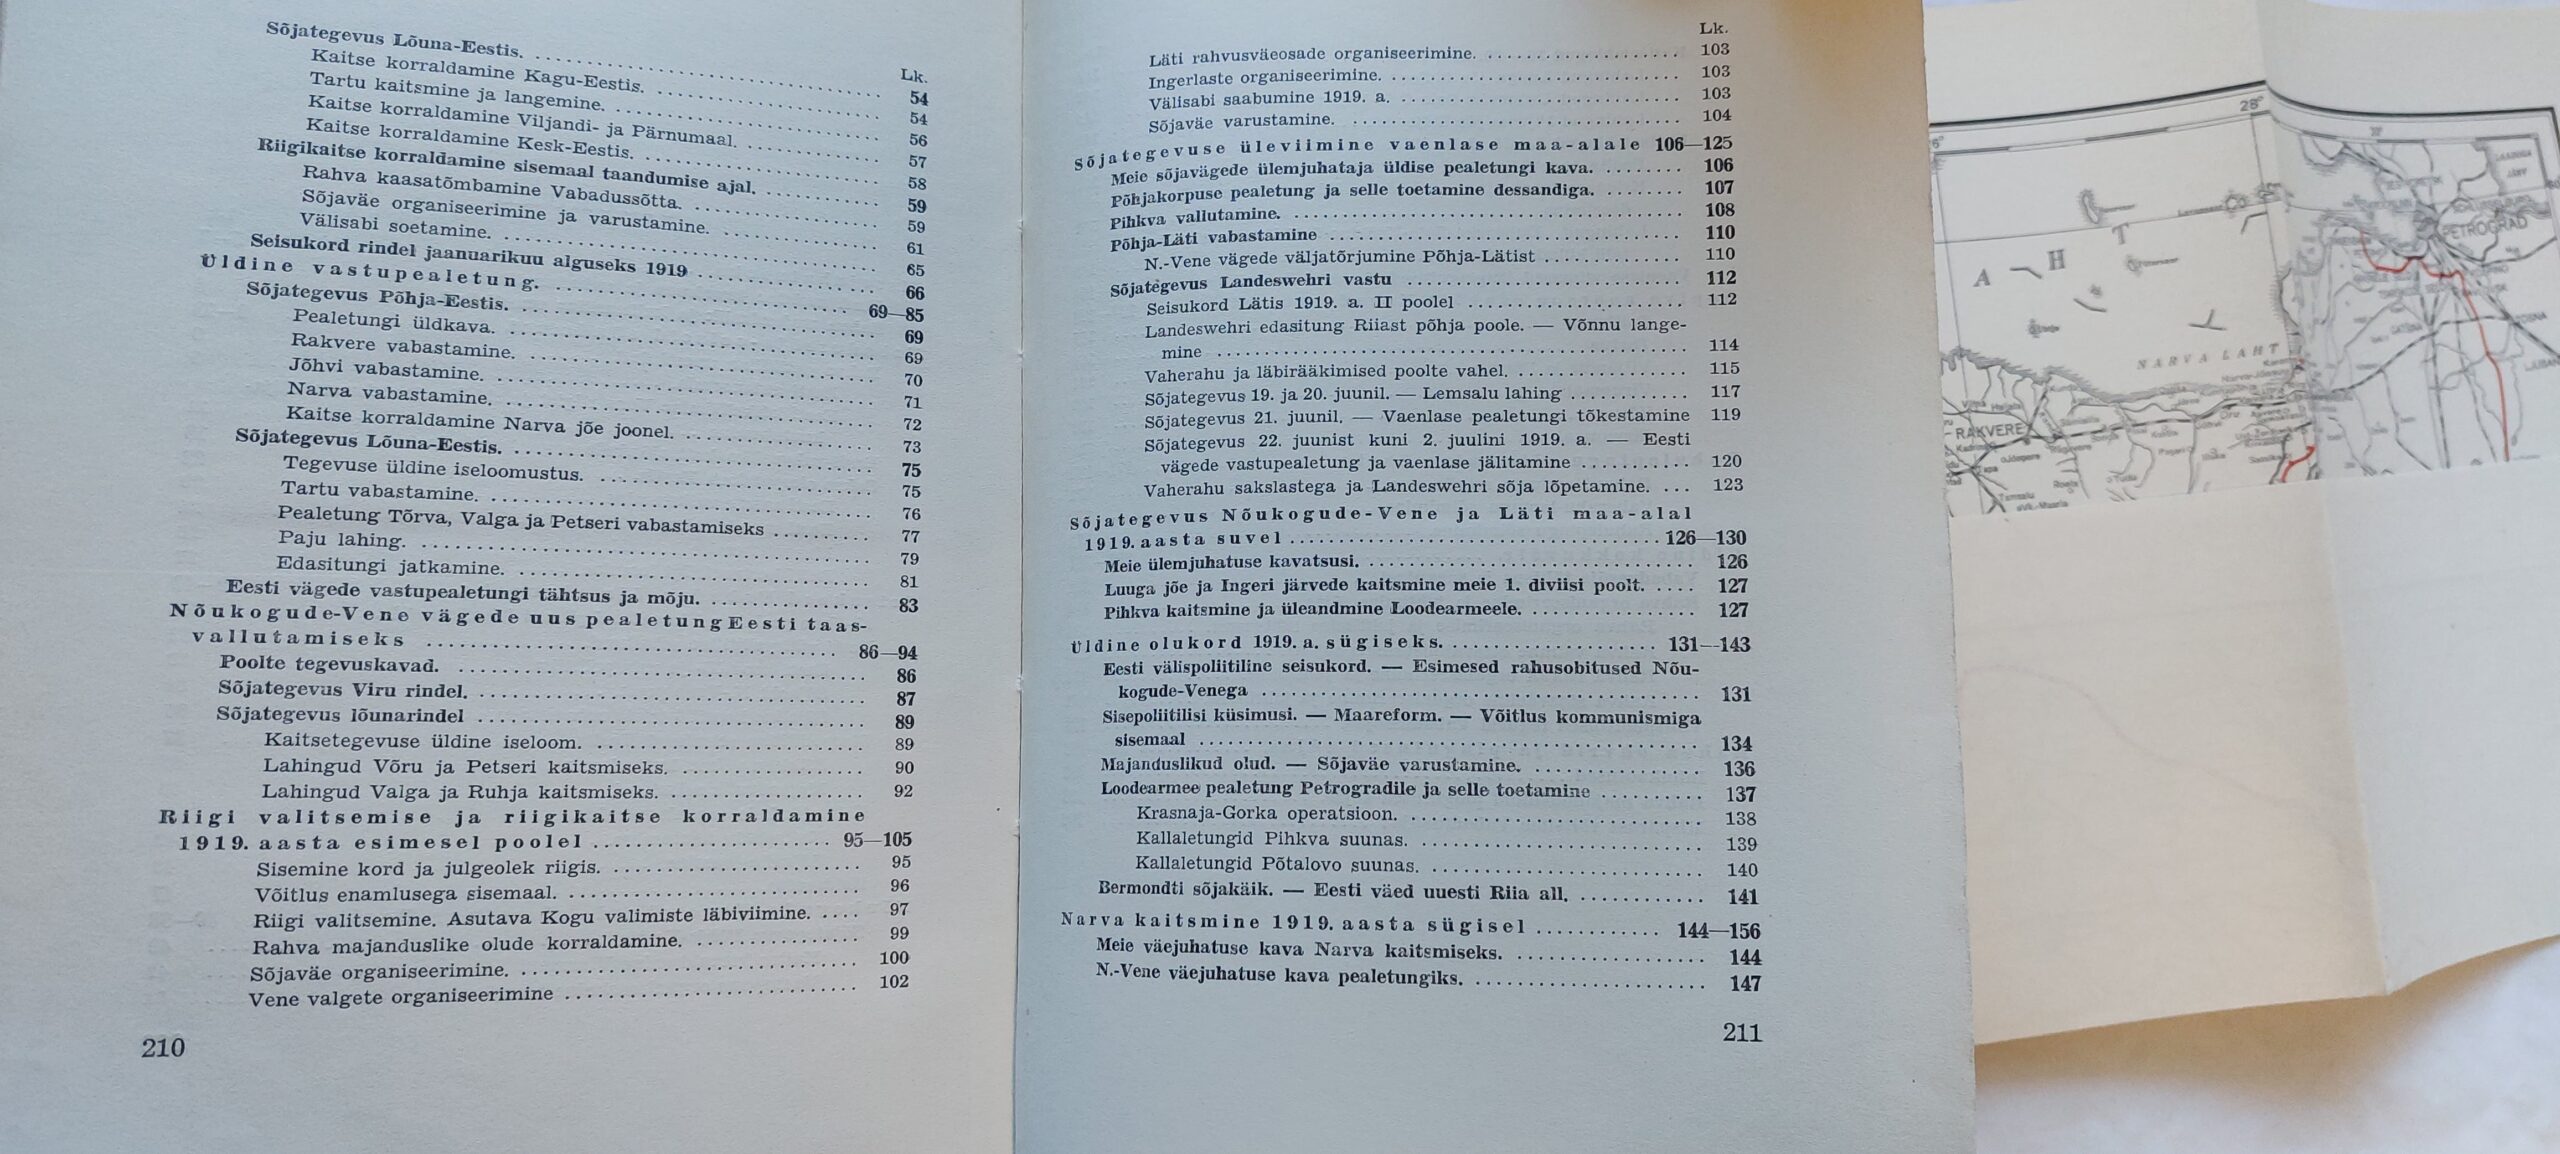 Lk.
Sõjategevus Lõuna-Eestis. 54
Kaitse korraldamine Kagu-Eestis. 54
Tartu kaitsmine ja langemine. 56
Kaitse korraldamine Viljandi- ja Pärnumaal. 57
Kaitse korraldamine Kesk-Eestis. 58
Riigikaitse korraldamine sisemaal taandumise ajal. 59
Rahva kaasatõmbamine Vabadussõtta. 59
Sõjaväe organiseerimine ja varustamine. 61
Välisabi soetamine. 65
Seisukord rindel jaanuarikuu alguseks 1919 66
Üldine vastupealetung. 69—85
Sõjategevus Põhja-Eestis. 69
Pealetungi üldkava. 69
Rakvere vabastamine. 70
Jõhvi vabastamine. 71
Narva vabastamine. 72
Kaitse korraldamine Narva jõe joonel. 73
Sõjategevus Lõuna-Eestis. 75
Tegevuse üldine iseloomustus. 75
Tartu vabastamine. 76
Pealetung Tõrva, Valga ja Petseri vabastamiseks 77
Paju lahing. 79
Edasitungi jatkamine. 81
Eesti vägede vastupealetungi tähtsus ja mõju. 83
Nõukogude-Vene vägede uus pealetung Eesti taas-
vallutamiseks 86—94
Poolte tegevuskavad. 86
Sõjategevus Viru rindel. 87
Sõjategevus lõunarindel 89
Kaitsetegevuse üldine iseloom. 89
Lahingud Võru ja Petseri kaitsmiseks. 90
Lahingud Valga ja Ruhja kaitsmiseks. 92
Riigi valitsemise ja riigikaitse korraldamine
1919. aasta esimesel poolel 95—105
Sisemine kord ja julgeolek riigis. 95
Võitlus enamlusega sisemaal. 96
Riigi valitsemine. Asutava Kogu valimiste läbiviimine. 97
Rahva majanduslike olude korraldamine. 99
Sõjaväe organiseerimine. 100
Vene valgete organiseerimine 102
210
Lk.
Läti rahvusväeosade organiseerimine. 103
Ingerlaste organiseerimine. 103
Välisabi saabumine 1919. a. 103
Sõjaväe varustamine. 104
Sõjategevuse üleviimine vaenlase maa-alale 106—125
Meie sõjavägede ülemjuhataja üldise pealetungi kava. 106
Põhjakorpuse pealetung ja selle toetamine dessandiga. 107
Pihkva vallutamine. 108
Põhja-Läti vabastamine 110
N.-Vene vägede väljatõrjumine Põhja-Lätist 110
Sõjategevus Landeswehri vastu 112
Seisukord Lätis 1919. a. II poolel 112
Landeswehri edasitung Riiast põhja poole. — Võnnu lange-
mine 114
Vaherahu ja läbirääkimised poolte vahel. 115
Sõjategevus 19. ja 20. juunil. — Lemsalu lahing 117
Sõjategevus 21. juunil. — Vaenlase pealetungi tõkestamine 119
Sõjategevus 22. juunist kuni 2. juulini 1919. a. — Eesti
vägede vastupealetung ja vaenlase jälitamine 120
Vaherahu sakslastega ja Landeswehri sõja lõpetamine. 123
Sõjategevus Nõukogude-Vene ja Läti maa-alal
1919. aasta suvel 126—130
Meie ülemjuhatuse kavatsusi. 126
Luuga jõe ja Ingeri järvede kaitsmine meie 1. diviisi poolt. 127
Pihkva kaitsmine ja üleandmine Loodearmeele. 127
Üldine olukord 1919. a. sügiseks. 131—143
Eesti välispoliitiline seisukord. — Esimesed rahusobitused Nõu-
kogude-Venega 131
Sisepoliitilisi küsimusi. — Maareform. — Võitlus kommunismiga
sisemaal 134
Majanduslikud olud. — Sõjaväe varustamine. 136
Loodearmee pealetung Petrogradile ja selle toetamine 137
Krasnaja-Gorka operatsioon. 138
Kallaletungid Pihkva suunas. 139
Kallaletungid Põtalovo suunas. 140
Bermondti sõjakäik. — Eesti väed uuesti Riia all. 141
Narva kaitsmine 1919. aasta sügisel 144—156
Meie väejuhatuse kava Narva kaitsmiseks. 144
N.-Vene väejuhatuse kava pealetungiks. 147
211
28°
PETROGRAD
A H T
NARVA LAHT
RAKVERE